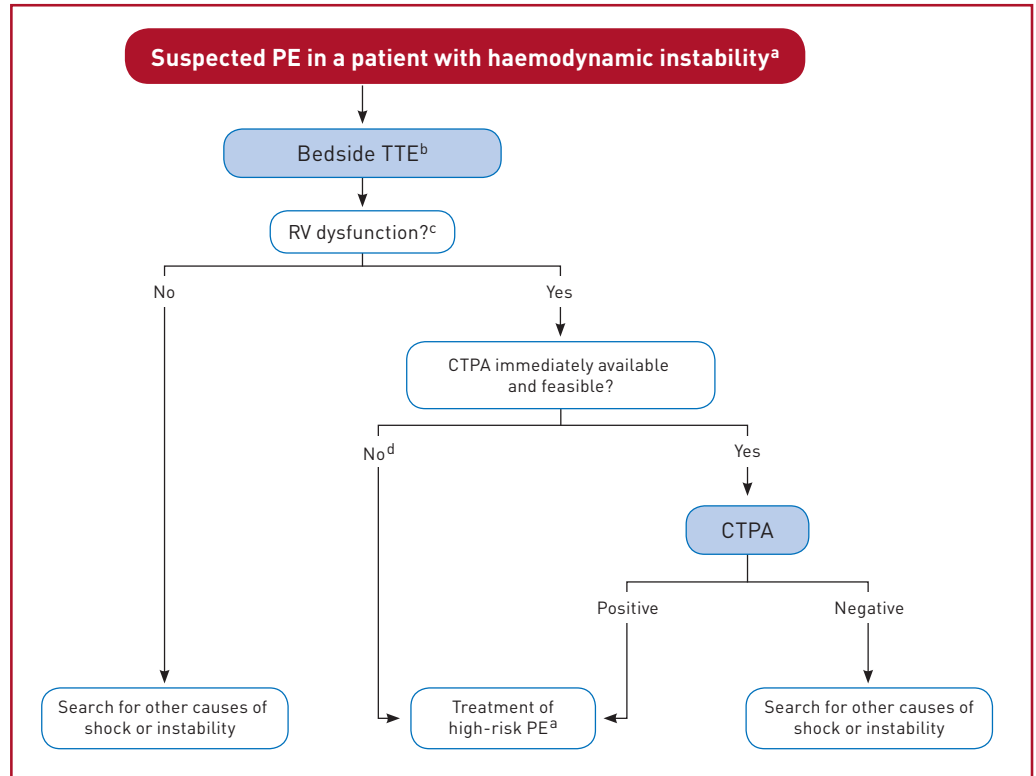 Suspected PE in a patient with haemodynamic instabilityᵃ
Bedside TTEᵇ
RV dysfunction?ᶜ
No
Yes
CTPA immediately available
and feasible?
Noᵈ
Yes
CTPA
Positive
Negative
Search for other causes of
shock or instability
Treatment of
high-risk PEᵃ
Search for other causes of
shock or instability